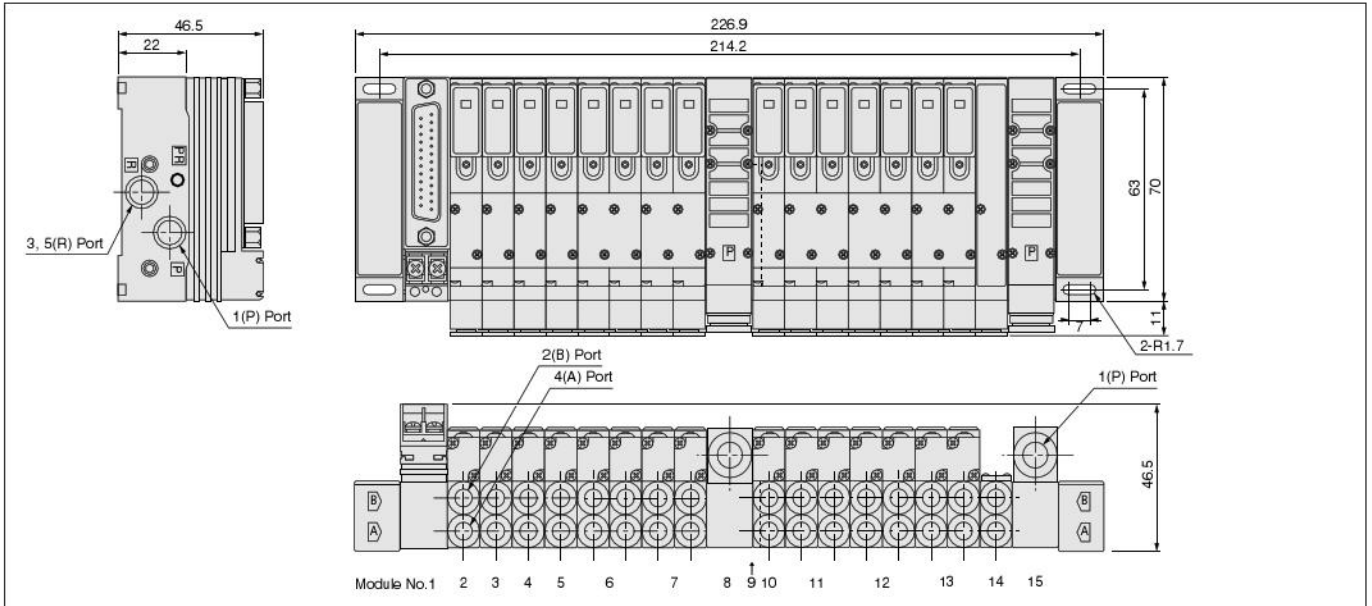 46.5
22
226.9
214.2
R
PR
P
3, 5(R) Port
1(P) Port
P
P
63
70
11
7
2-R1.7
2(B) Port
4(A) Port
1(P) Port
46.5
B
A
B
A
Module No.1 2 3 4 5 6 7 8 9 10 11 12 13 14 15